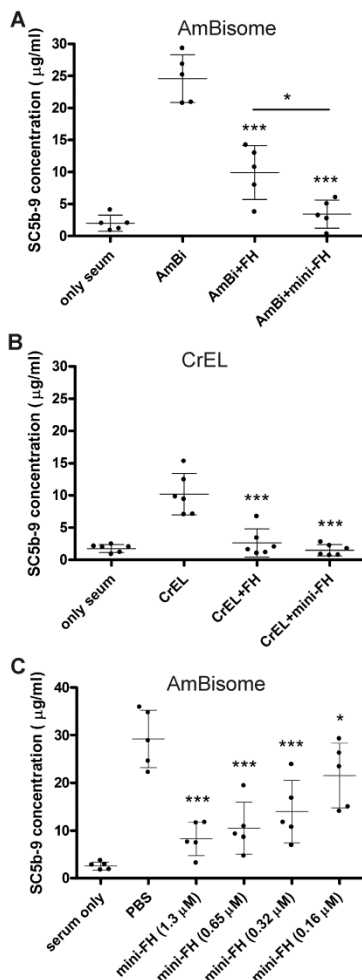 A
AmBisome
SC5b-9 concentration ( μg/ml)
30
25
20
15
10
5
0
***
*
***
only seum
AmBi
AmBi+FH
AmBi+mini-FH
B
CrEL
SC5b-9 concentration ( μg/ml)
30
25
20
15
10
5
0
***
***
only seum
CrEL
CrEL+FH
CrEL+mini-FH
C
AmBisome
SC5b-9 concentration ( μg/ml)
40
30
20
10
0
***
***
***
*
serum only
PBS
mini-FH (1.3 μM)
mini-FH (0.65 μM)
mini-FH (0.32 μM)
mini-FH (0.16 μM)